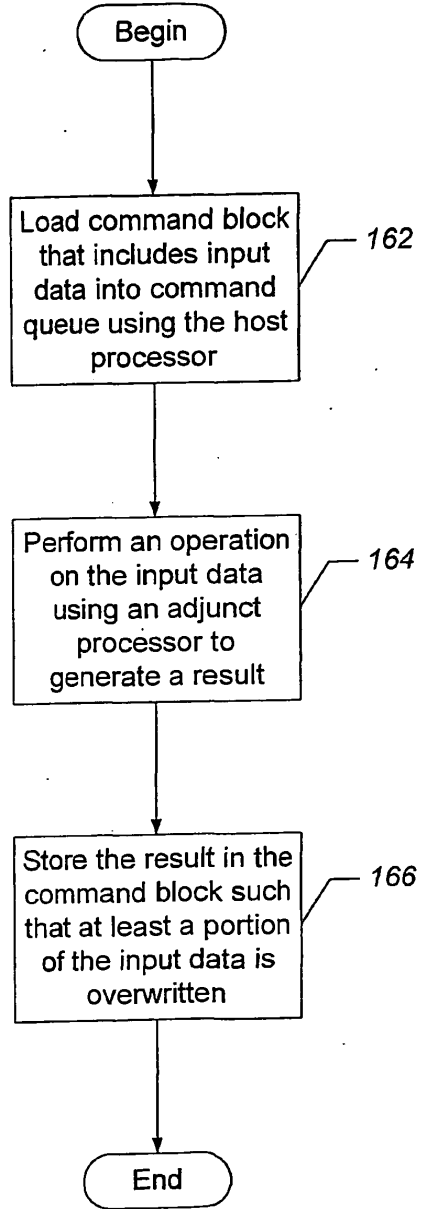 Begin
Load command block
that includes input
data into command
queue using the host
processor
162
Perform an operation
on the input data
using an adjunct
processor to
generate a result
164
Store the result in the
command block such
that at least a portion
of the input data is
overwritten
166
End